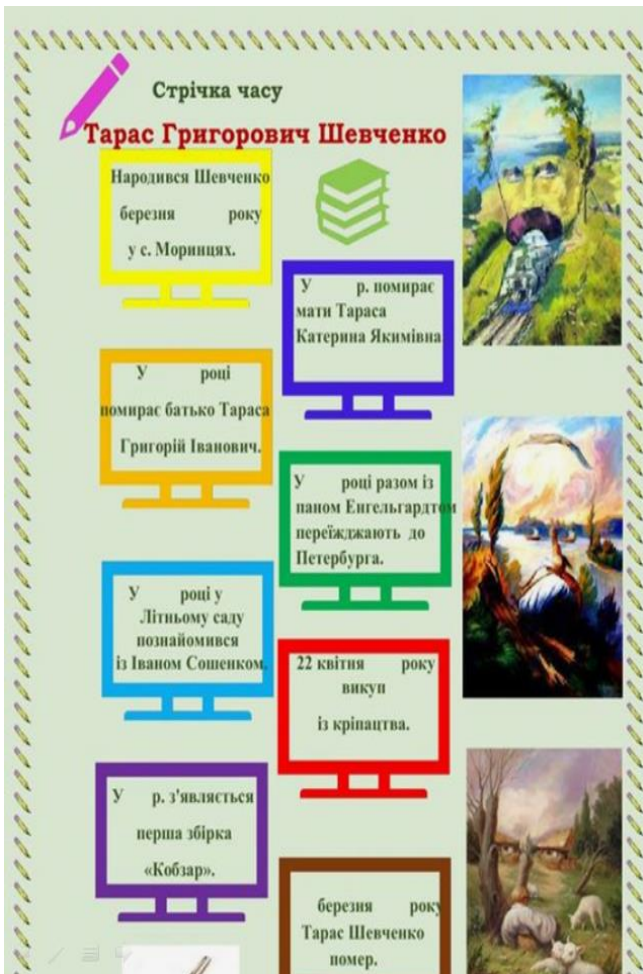 Стрічка часу
Тарас Григорович Шевченко
Народився Шевченко
березня року
у с. Моринцях.
У р. помирає
мати Тараса
Катерина Якимівна
У році
помирає батько Тараса
Григорій Іванович.
У році разом із
паном Енгельгардтом
переїжджають до
Петербурга.
У році у
Літньому саду
познайомився
із Іваном Сошенком.
22 квітня року
викуп
із кріпацтва.
У р. з'являється
перша збірка
«Кобзар».
березня року
Тарас Шевченко
помер.